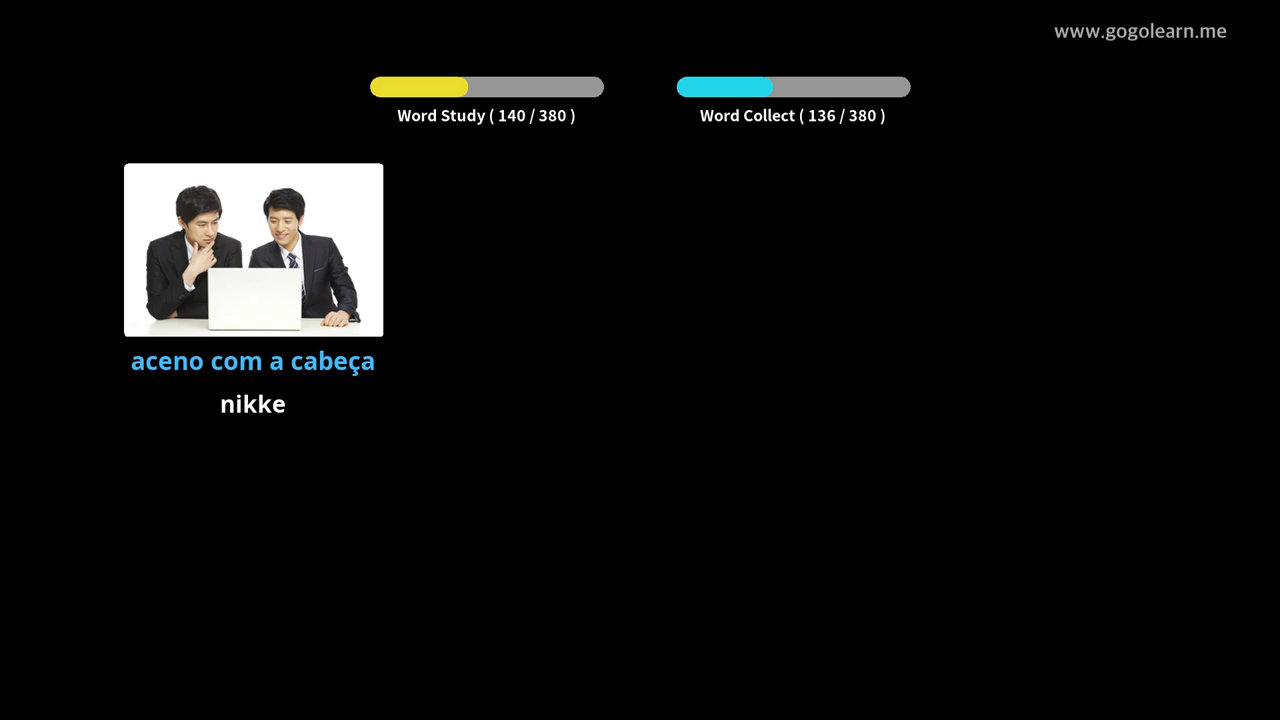 www.gogolearn.me
Word Study ( 140 / 380 )
Word Collect ( 136 / 380 )
aceno com a cabeça
nikke